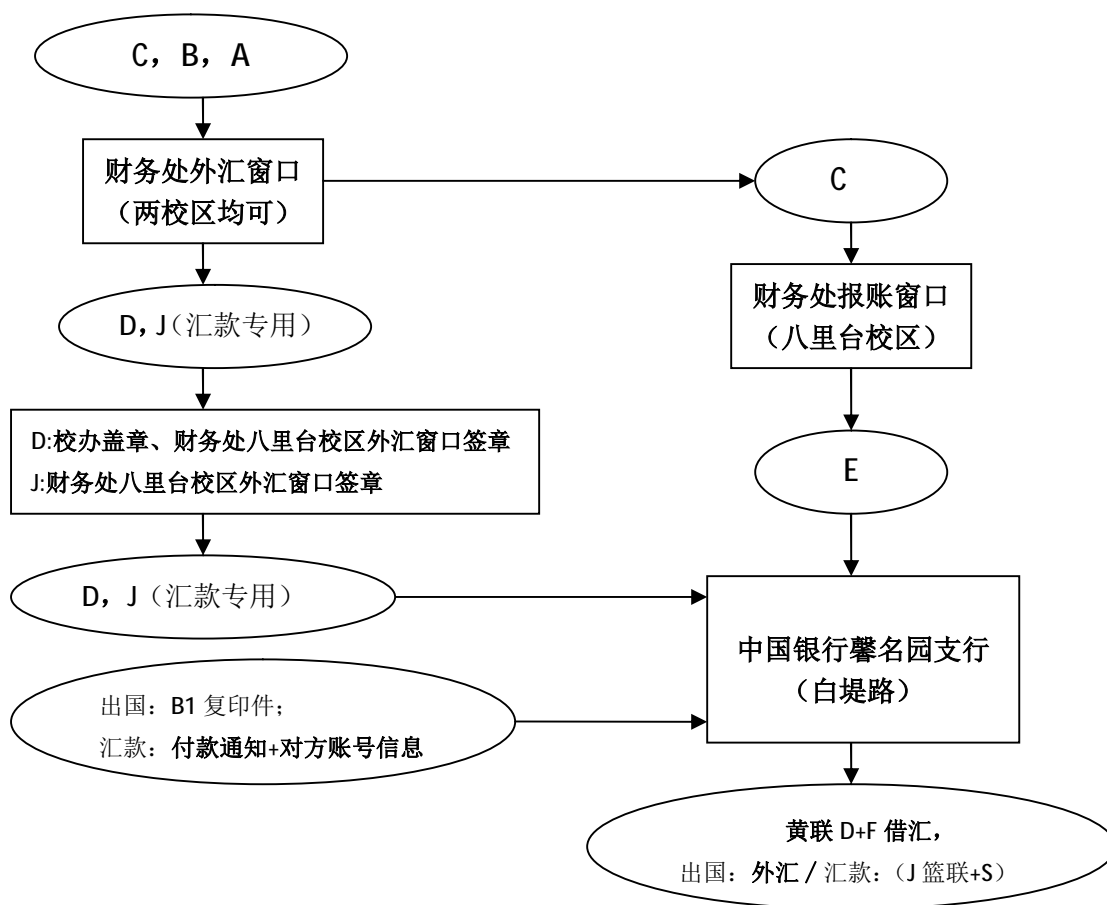 C，B，A
财务处外汇窗口
（两校区均可）
C
财务处报账窗口
（八里台校区）
D，J（汇款专用）
D:校办盖章、财务处八里台校区外汇窗口签章
J:财务处八里台校区外汇窗口签章
E
D，J（汇款专用）
中国银行馨名园支行
（白堤路）
出国：B1 复印件；
汇款：付款通知+对方账号信息
黄联 D+F 借汇，
出国：外汇／汇款：（J 篮联+S）